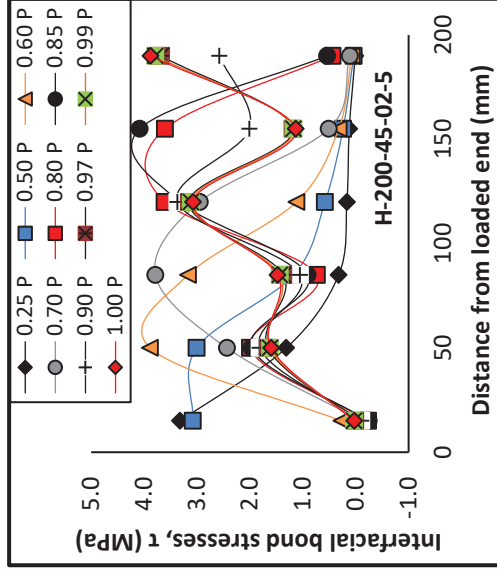 0.25 P
0.50 P
0.60 P
0.70 P
0.80 P
0.85 P
0.90 P
0.97 P
0.99 P
1.00 P
Interfacial bond stresses, τ (MPa)
5.0
4.0
3.0
2.0
1.0
0.0
-1.0
0
50
100
150
200
H-200-45-02-5
Distance from loaded end (mm)